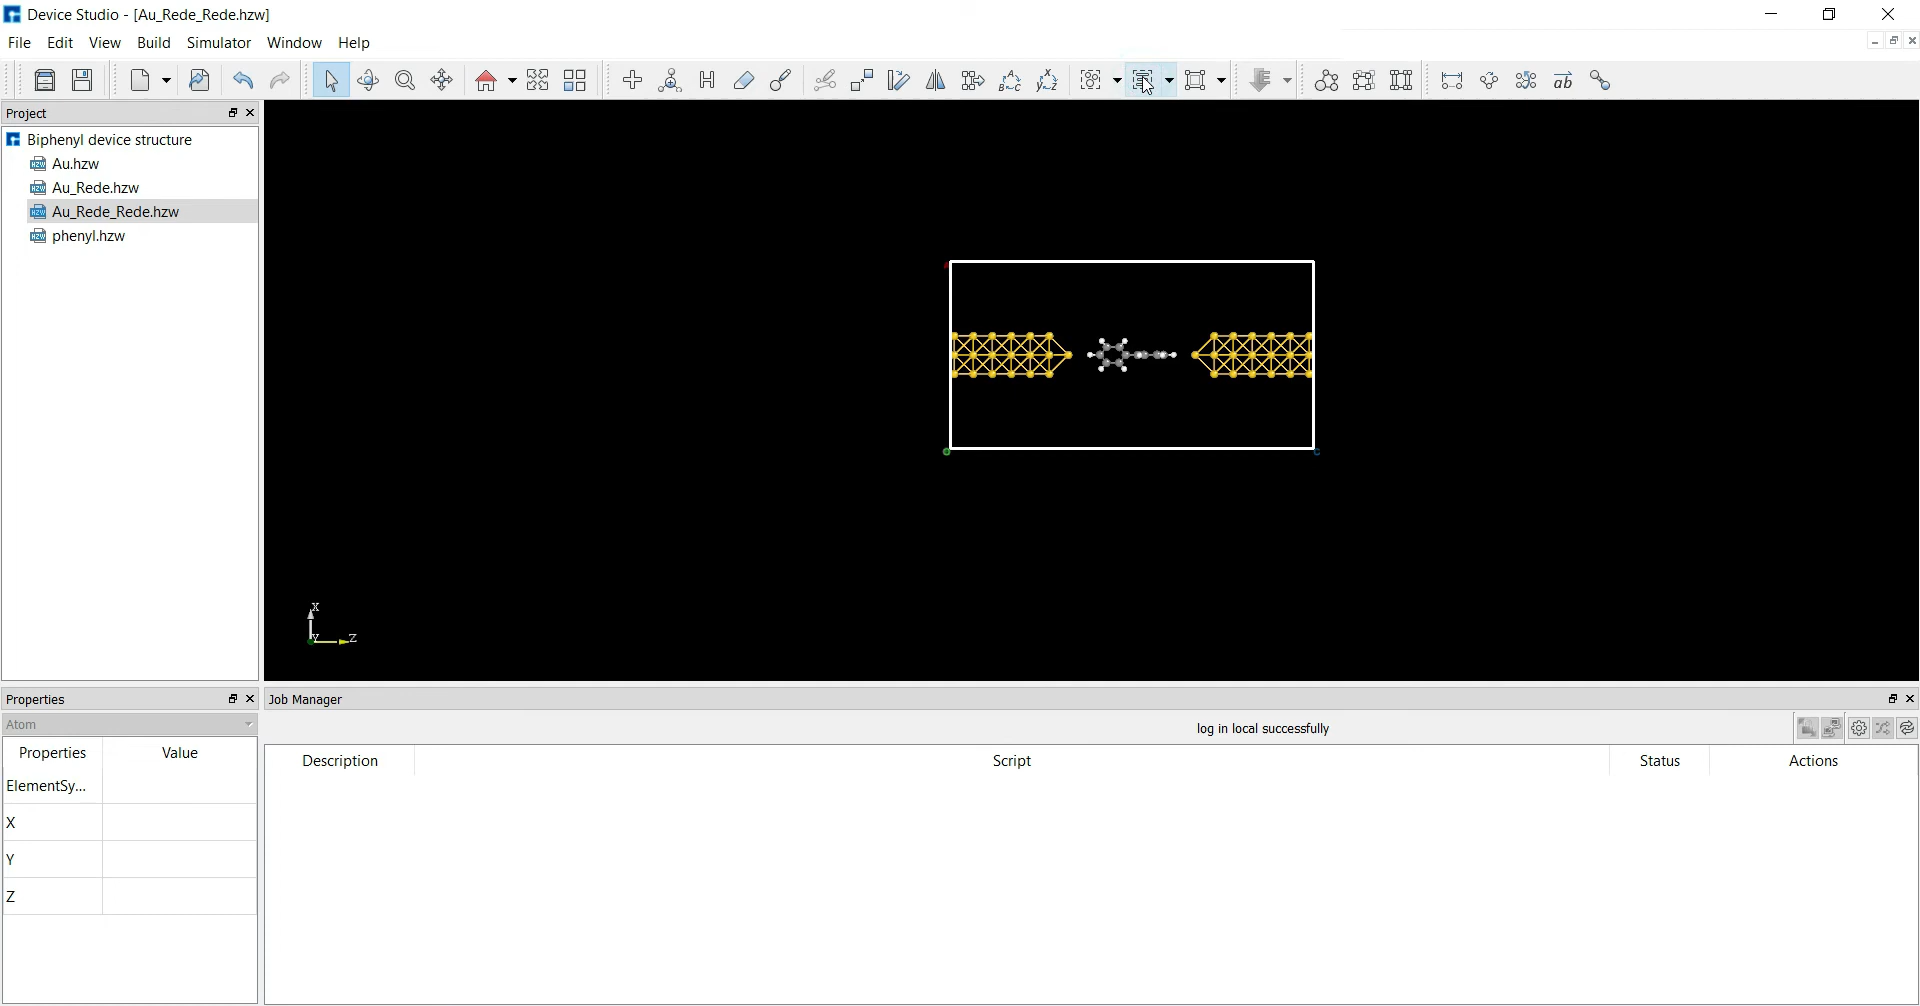 Device Studio - [Au_Rede_Rede.hzw]
File Edit View Build Simulator Window Help
Project
Biphenyl device structure
Au.hzw
Au_Rede.hzw
Au_Rede_Rede.hzw
phenyl.hzw
X
Y Z
Properties
Atom
Properties Value
ElementSy...
X
Y
Z
Job Manager
log in local successfully
Description Script Status Actions